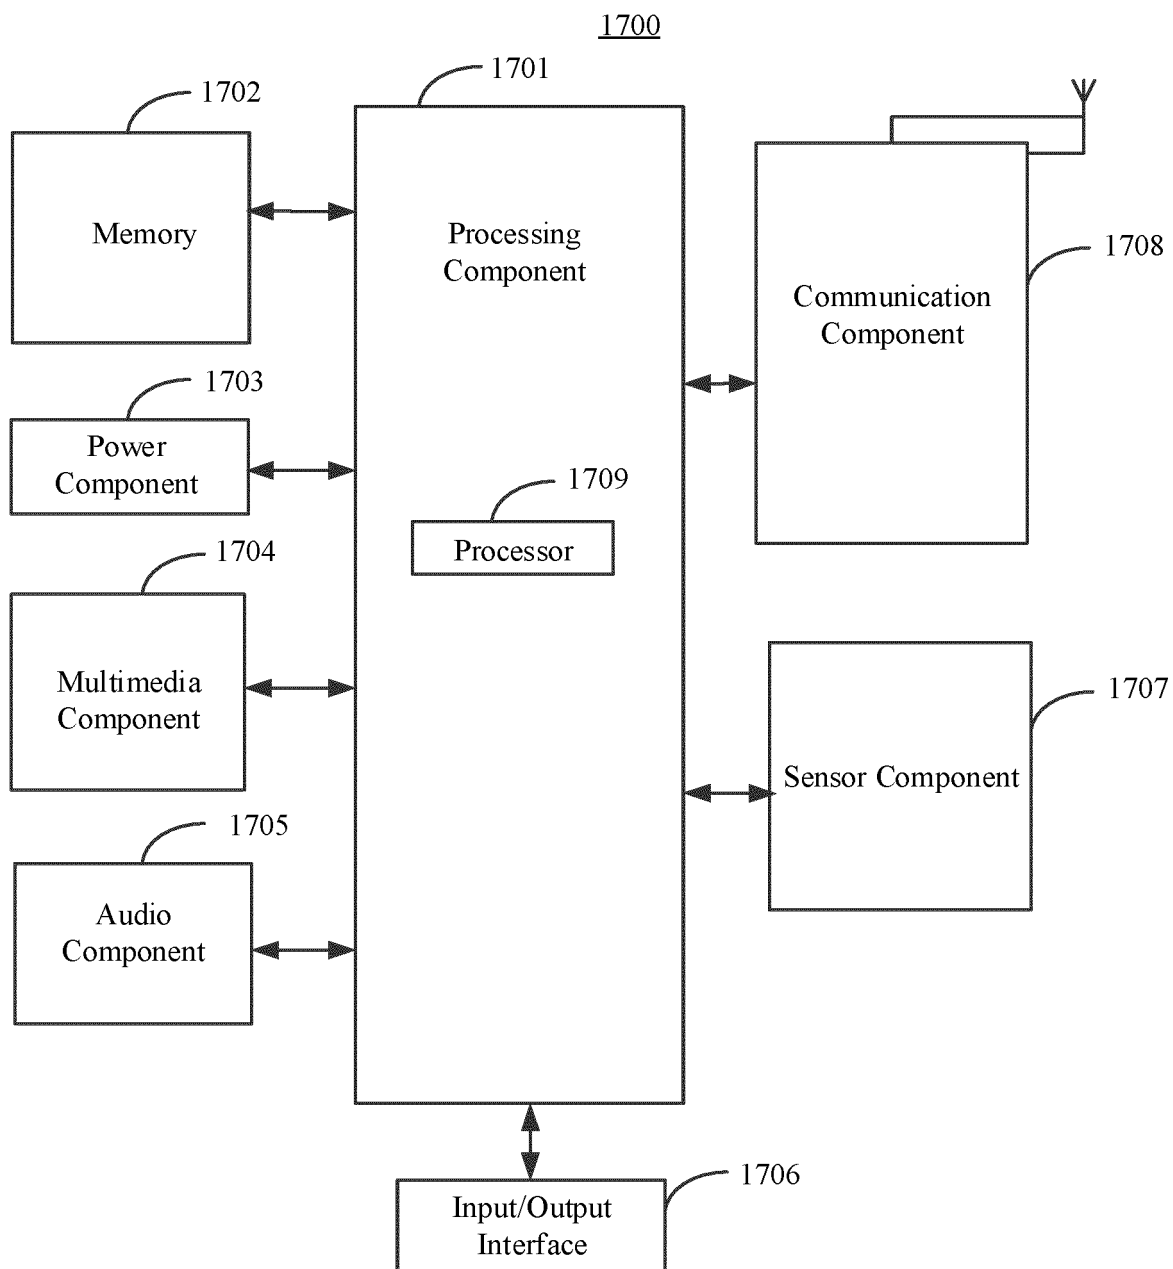 1700
1701
1702
Memory
Processing
Component
1708
Communication
Component
1703
Power
Component
1709
Processor
1704
Multimedia
Component
1707
Sensor Component
1705
Audio
Component
1706
Input/Output
Interface